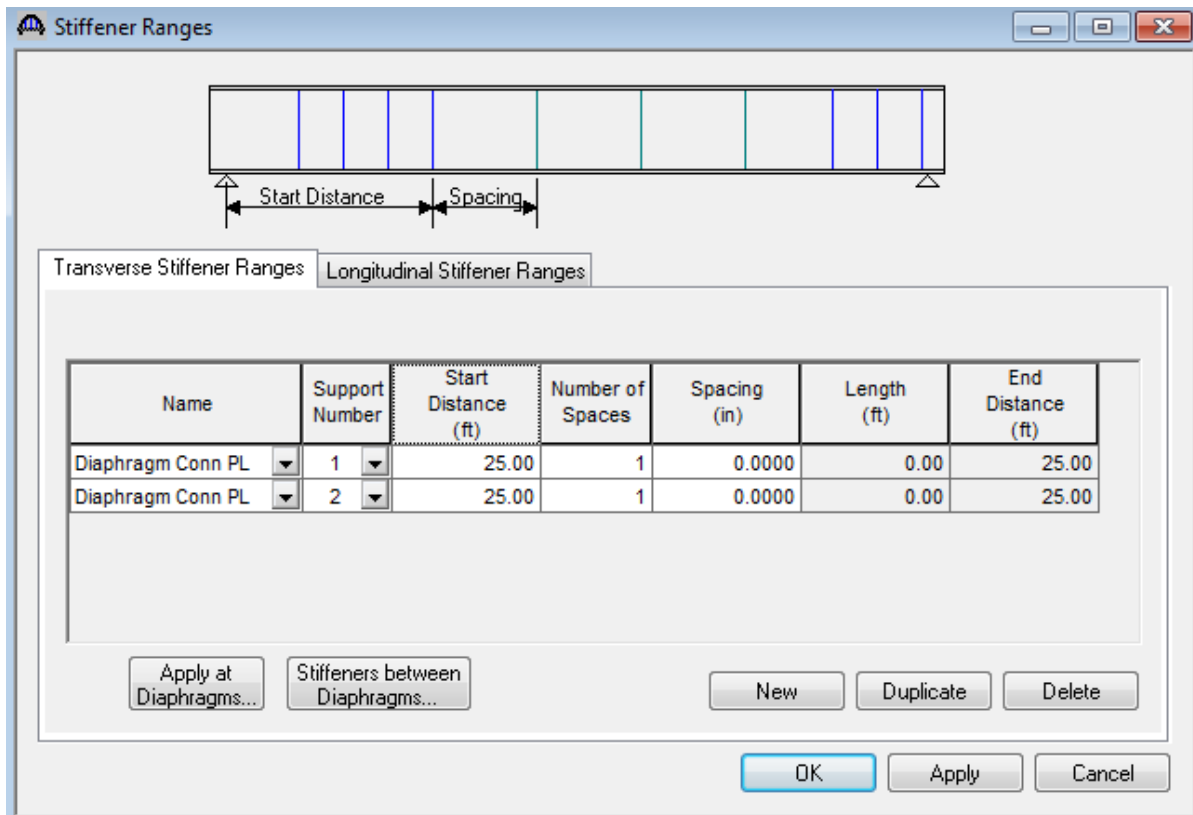 Stiffener Ranges
Start Distance Spacing
Transverse Stiffener Ranges Longitudinal Stiffener Ranges
Name Support Number Start Distance (ft) Number of Spaces Spacing (in) Length (ft) End Distance (ft)
Diaphragm Conn PL 1 25.00 1 0.0000 0.00 25.00
Diaphragm Conn PL 2 25.00 1 0.0000 0.00 25.00
Apply at Diaphragms... Stiffeners between Diaphragms... New Duplicate Delete
OK Apply Cancel